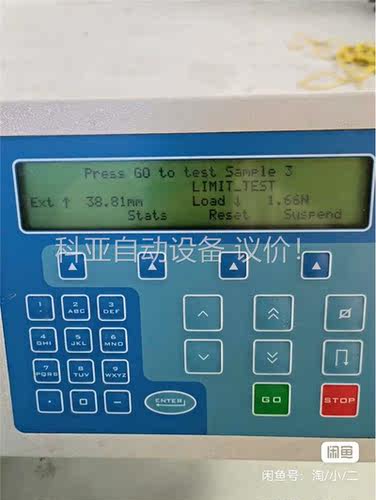 Press GO to test Sample 3
LIMIT_TEST
Ext ↑ 38.81mm Load ↓ 1.66N
Stats Reset Suspend
科亚自动设备 议价!
1 2 ABC 3 DEF
4 GHI 5 JKL 6 MNO
7 PQRS 8 TUV 9 WXYZ
. 0 - ENTER
GO STOP
闲鱼
闲鱼号: 淘/小/二